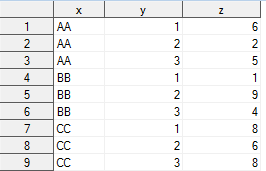 x y z
1 AA 1 6
2 AA 2 2
3 AA 3 5
4 BB 1 1
5 BB 2 9
6 BB 3 4
7 CC 1 8
8 CC 2 6
9 CC 3 8